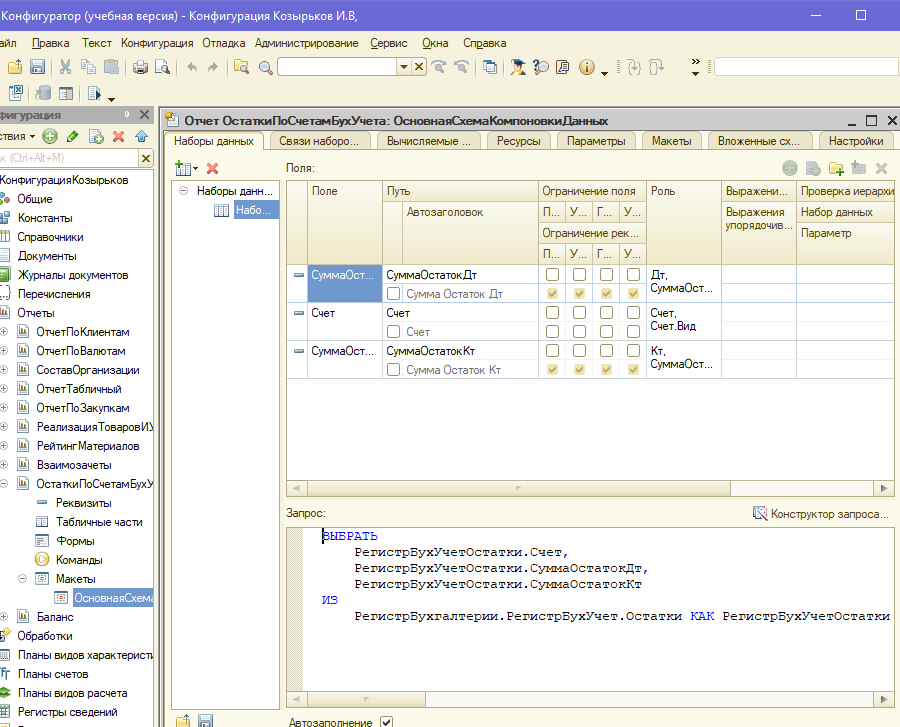 Конфигуратор (учебная версия) - Конфигурация Козырьков И.В,
айл Правка Текст Конфигурация Отладка Администрирование Сервис Окна Справка
фигурация
ствия
к (Ctrl+Alt+M)
КонфигурацияКозырьков
Общие
Константы
Справочники
Документы
Журналы документов
Перечисления
Отчеты
ОтчетПоКлиентам
ОтчетПоВалютам
СоставОрганизации
ОтчетТабличный
ОтчетПоЗакупкам
РеализацияТоваровИУ
РейтингМатериалов
Взаимозачеты
ОстаткиПоСчетамБухУ
Реквизиты
Табличные части
Формы
Команды
Макеты
ОсновнаяСхема
Баланс
Обработки
Планы видов характеристи
Планы счетов
Планы видов расчета
Регистры сведений
Отчет ОстаткиПоСчетамБухУчета: ОсновнаяСхемаКомпоновкиДанных
Наборы данных Связи наборо... Вычисляемые ... Ресурсы Параметры Макеты Вложенные сх... Настройки
Наборы данн...
Набо...
Поля:
Поле Путь Ограничение поля Роль Выражени... Проверка иерархи
Автозаголовок П... У... Г... У... Выражения упорядочив... Набор данных
Ограничение рек... Параметр
П... У... Г... У...
СуммаОст... СуммаОстатокДт Дт,
Сумма Остаток Дт СуммаОст...
Счет Счет Счет,
Счет Счет.Вид
СуммаОст... СуммаОстатокКт Кт,
Сумма Остаток Кт СуммаОст...
Запрос: Конструктор запроса...
ВЫБРАТЬ
РегистрБухУчетОстатки.Счет,
РегистрБухУчетОстатки.СуммаОстатокДт,
РегистрБухУчетОстатки.СуммаОстатокКт
ИЗ
РегистрБухгалтерии.РегистрБухУчет.Остатки КАК РегистрБухУчетОстатки
Автозаполнение